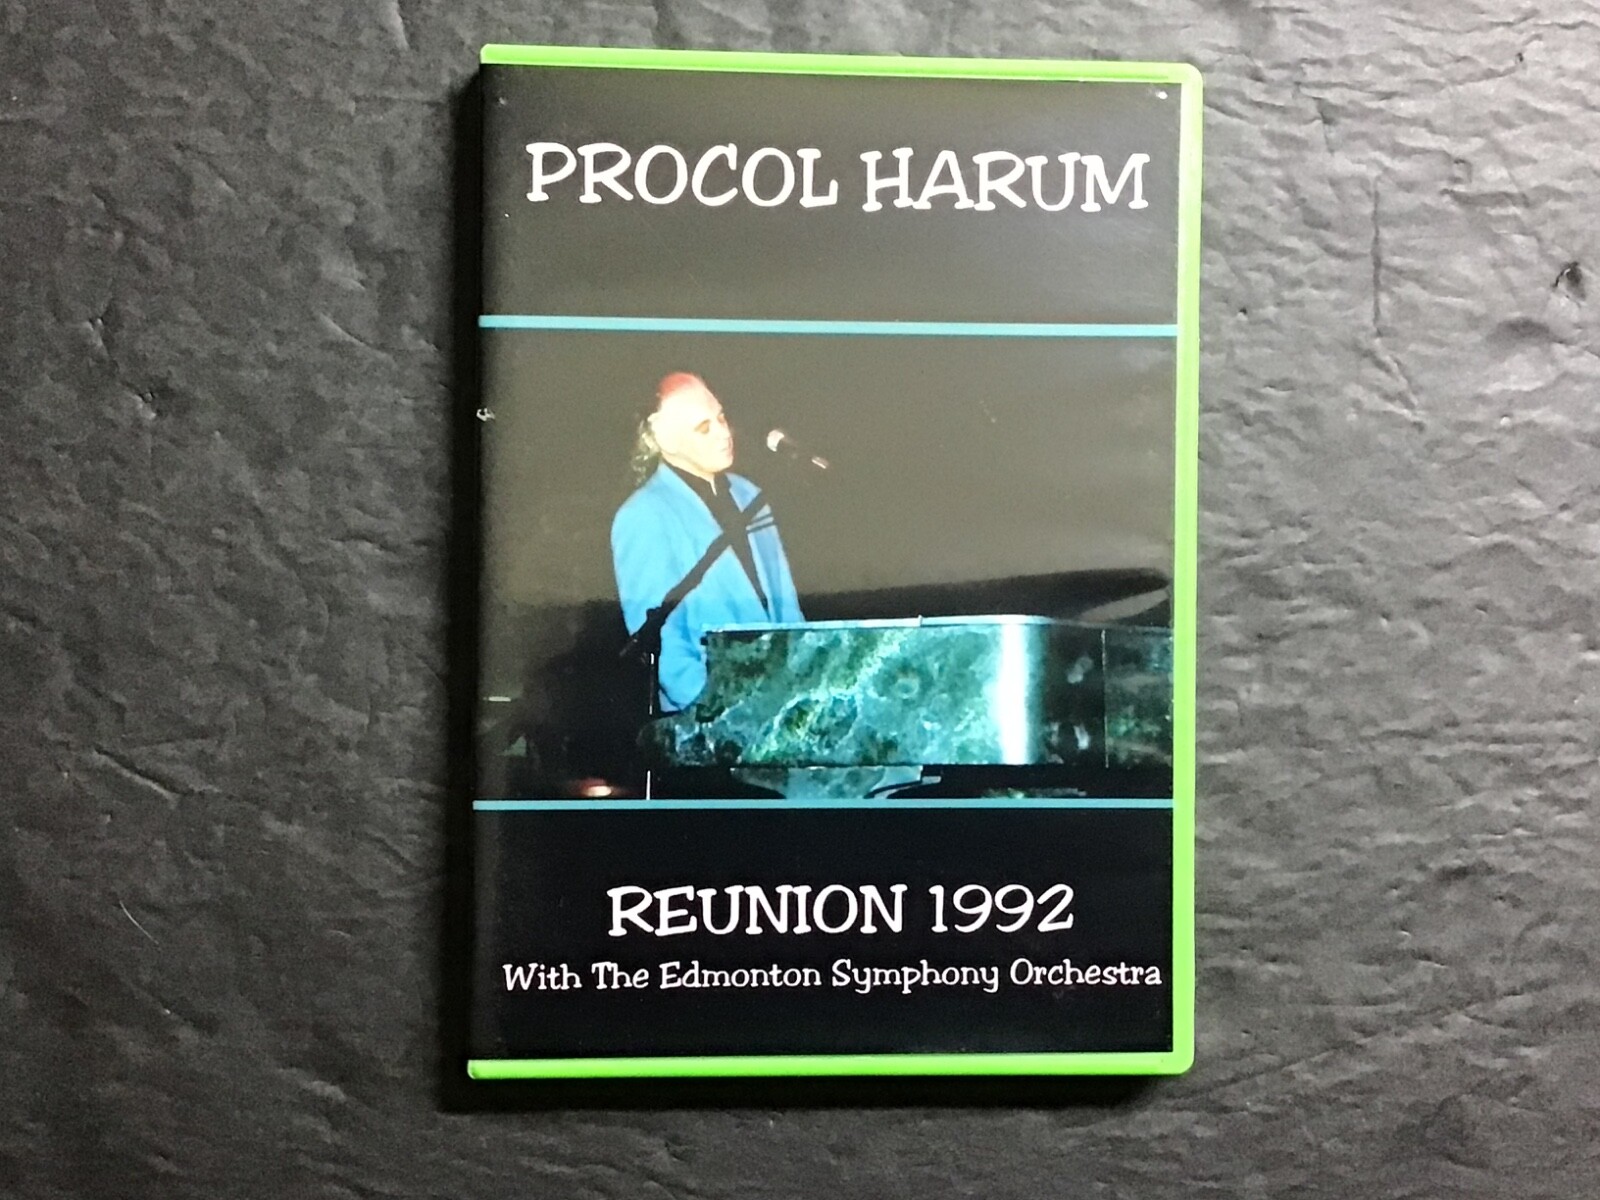 PROCOL HARUM
REUNION 1992
With The Edmonton Symphony Orchestra